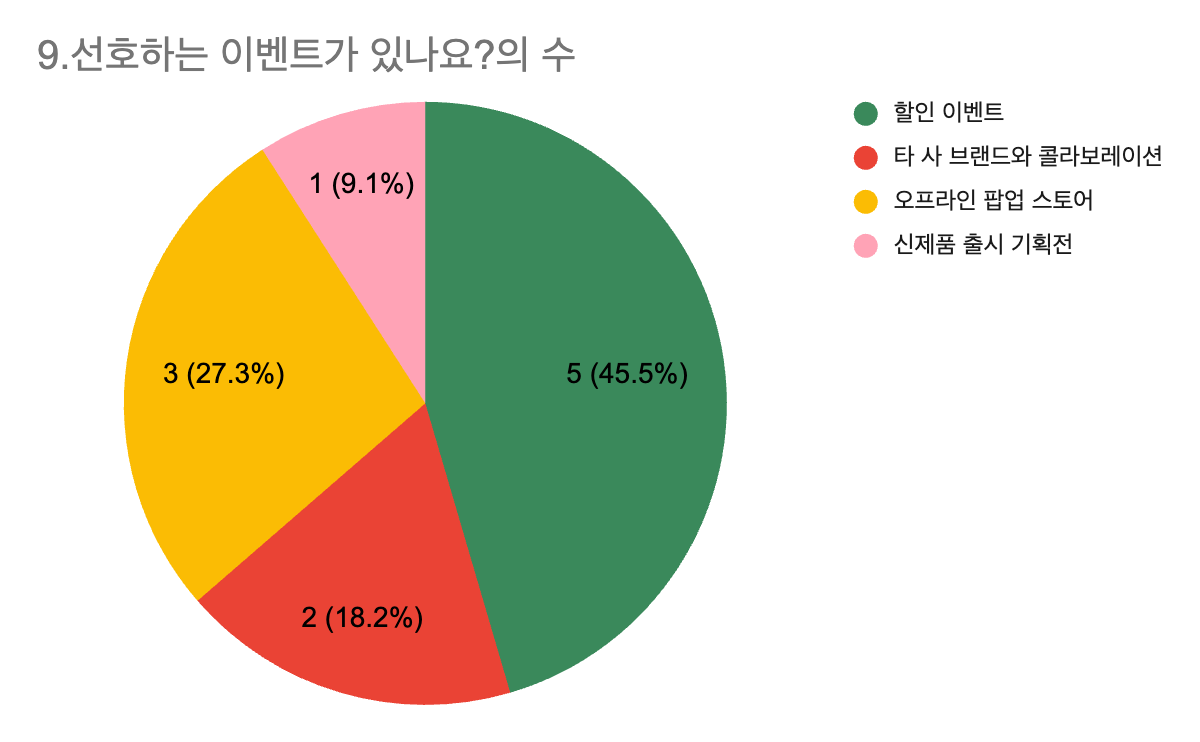 9.선호하는 이벤트가 있나요?의 수
할인 이벤트
타 사 브랜드와 콜라보레이션
오프라인 팝업 스토어
신제품 출시 기획전
1 (9.1%)
3 (27.3%)
5 (45.5%)
2 (18.2%)